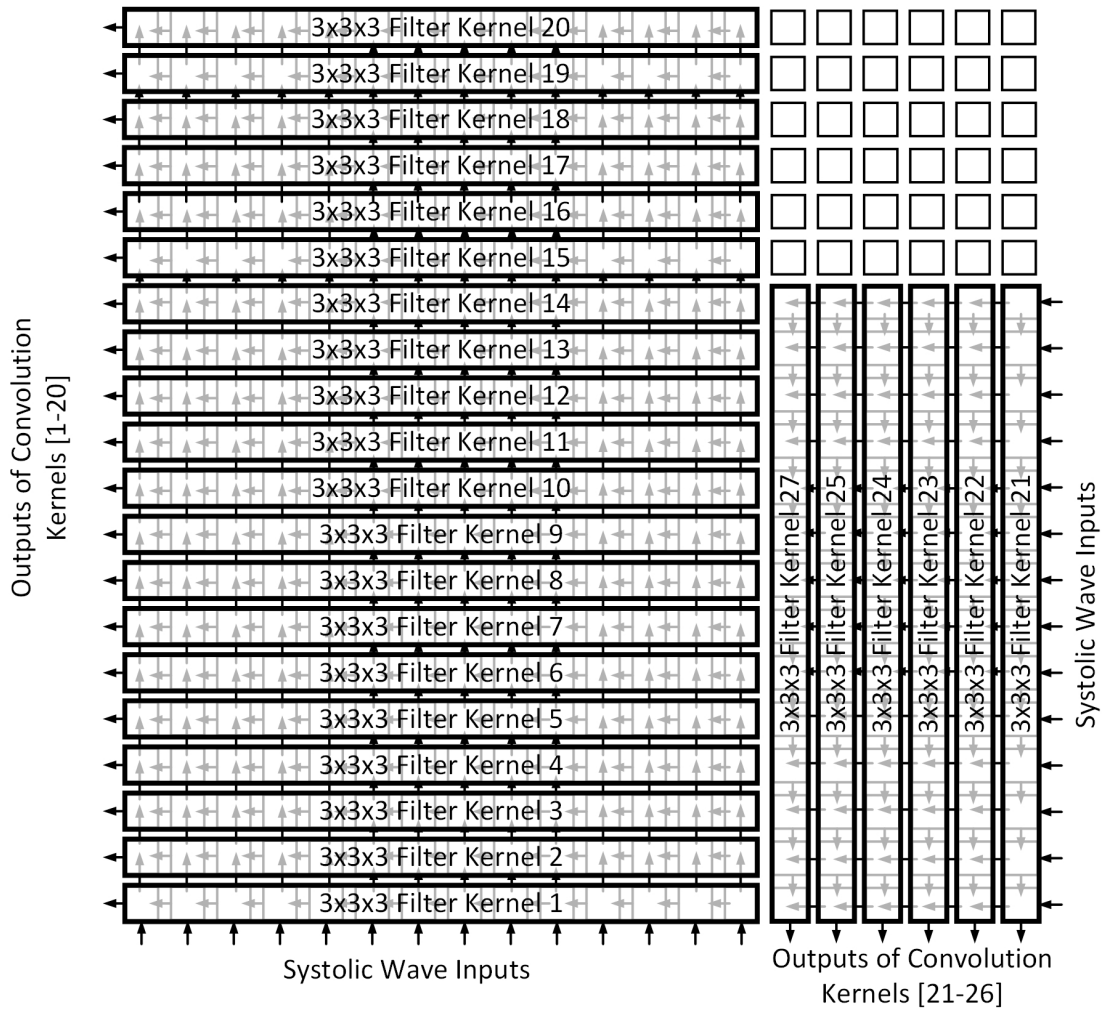 3x3x3 Filter Kernel 20
3x3x3 Filter Kernel 19
3x3x3 Filter Kernel 18
3x3x3 Filter Kernel 17
3x3x3 Filter Kernel 16
3x3x3 Filter Kernel 15
3x3x3 Filter Kernel 14
3x3x3 Filter Kernel 13
3x3x3 Filter Kernel 12
3x3x3 Filter Kernel 11
3x3x3 Filter Kernel 10
3x3x3 Filter Kernel 9
3x3x3 Filter Kernel 8
3x3x3 Filter Kernel 7
3x3x3 Filter Kernel 6
3x3x3 Filter Kernel 5
3x3x3 Filter Kernel 4
3x3x3 Filter Kernel 3
3x3x3 Filter Kernel 2
3x3x3 Filter Kernel 1
Outputs of Convolution
Kernels [1-20]
Systolic Wave Inputs
3x3x3 Filter Kernel 27
3x3x3 Filter Kernel 25
3x3x3 Filter Kernel 24
3x3x3 Filter Kernel 23
3x3x3 Filter Kernel 22
3x3x3 Filter Kernel 21
Systolic Wave Inputs
Outputs of Convolution
Kernels [21-26]